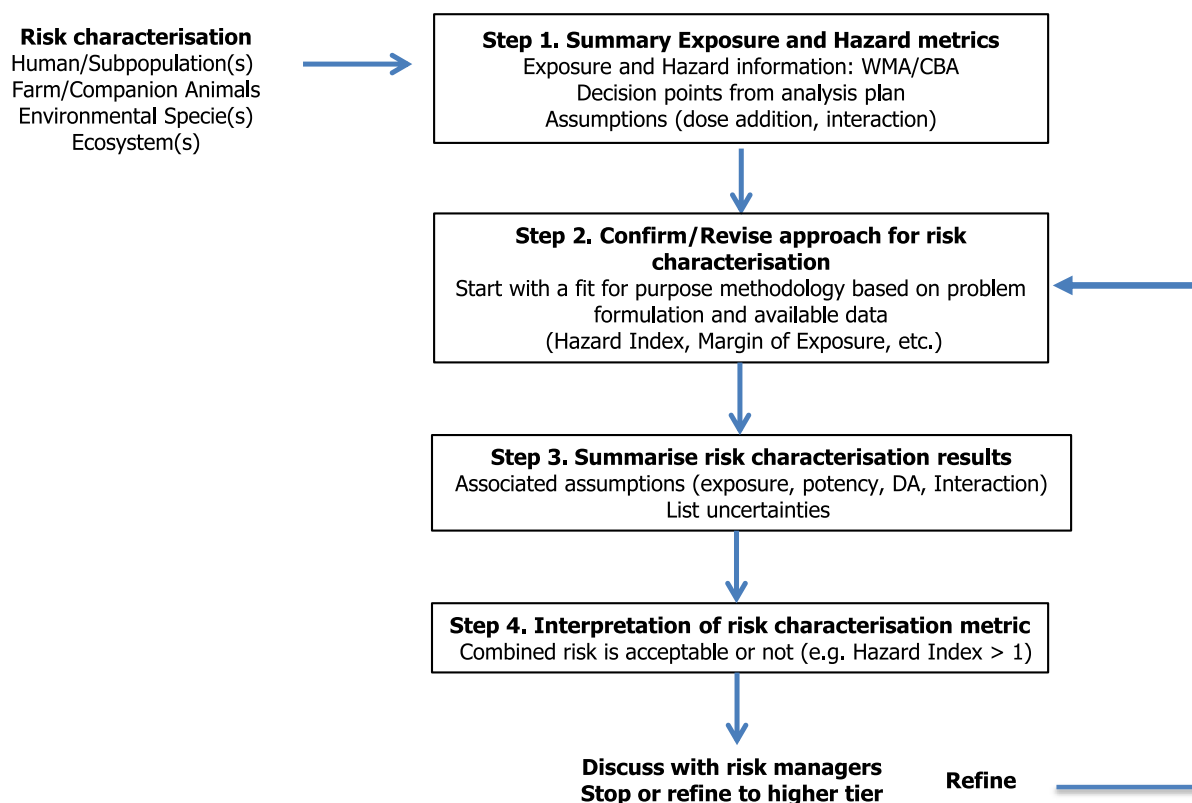 Risk characterisation
Human/Subpopulation(s)
Farm/Companion Animals
Environmental Specie(s)
Ecosystem(s)
Step 1. Summary Exposure and Hazard metrics
Exposure and Hazard information: WMA/CBA
Decision points from analysis plan
Assumptions (dose addition, interaction)
Step 2. Confirm/Revise approach for risk
characterisation
Start with a fit for purpose methodology based on problem
formulation and available data
(Hazard Index, Margin of Exposure, etc.)
Step 3. Summarise risk characterisation results
Associated assumptions (exposure, potency, DA, Interaction)
List uncertainties
Step 4. Interpretation of risk characterisation metric
Combined risk is acceptable or not (e.g. Hazard Index > 1)
Discuss with risk managers
Stop or refine to higher tier
Refine